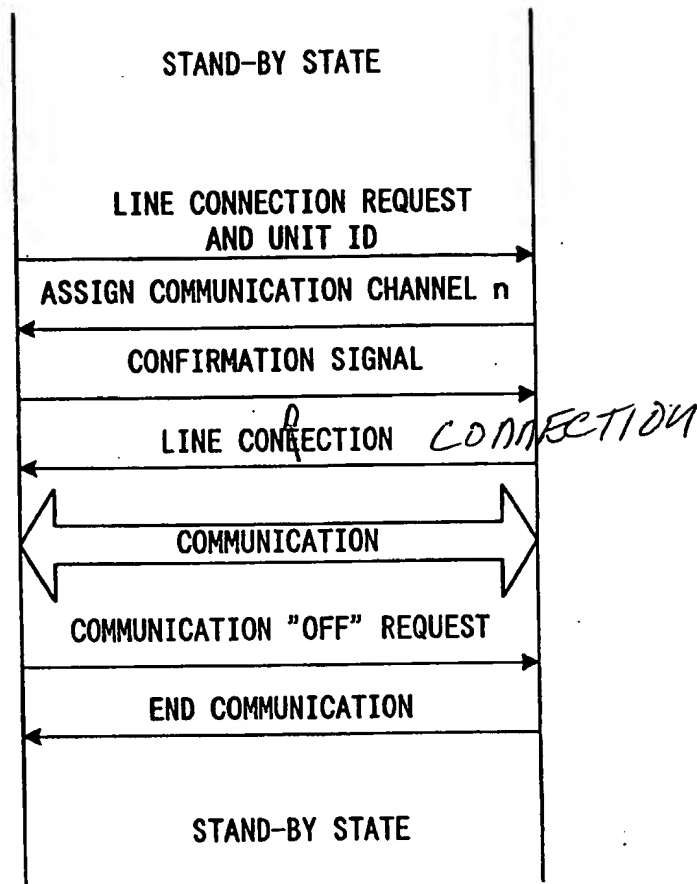 STAND-BY STATE
LINE CONNECTION REQUEST
AND UNIT ID
ASSIGN COMMUNICATION CHANNEL n
CONFIRMATION SIGNAL
LINE CONECTION CONNECTION
COMMUNICATION
COMMUNICATION "OFF" REQUEST
END COMMUNICATION
STAND-BY STATE